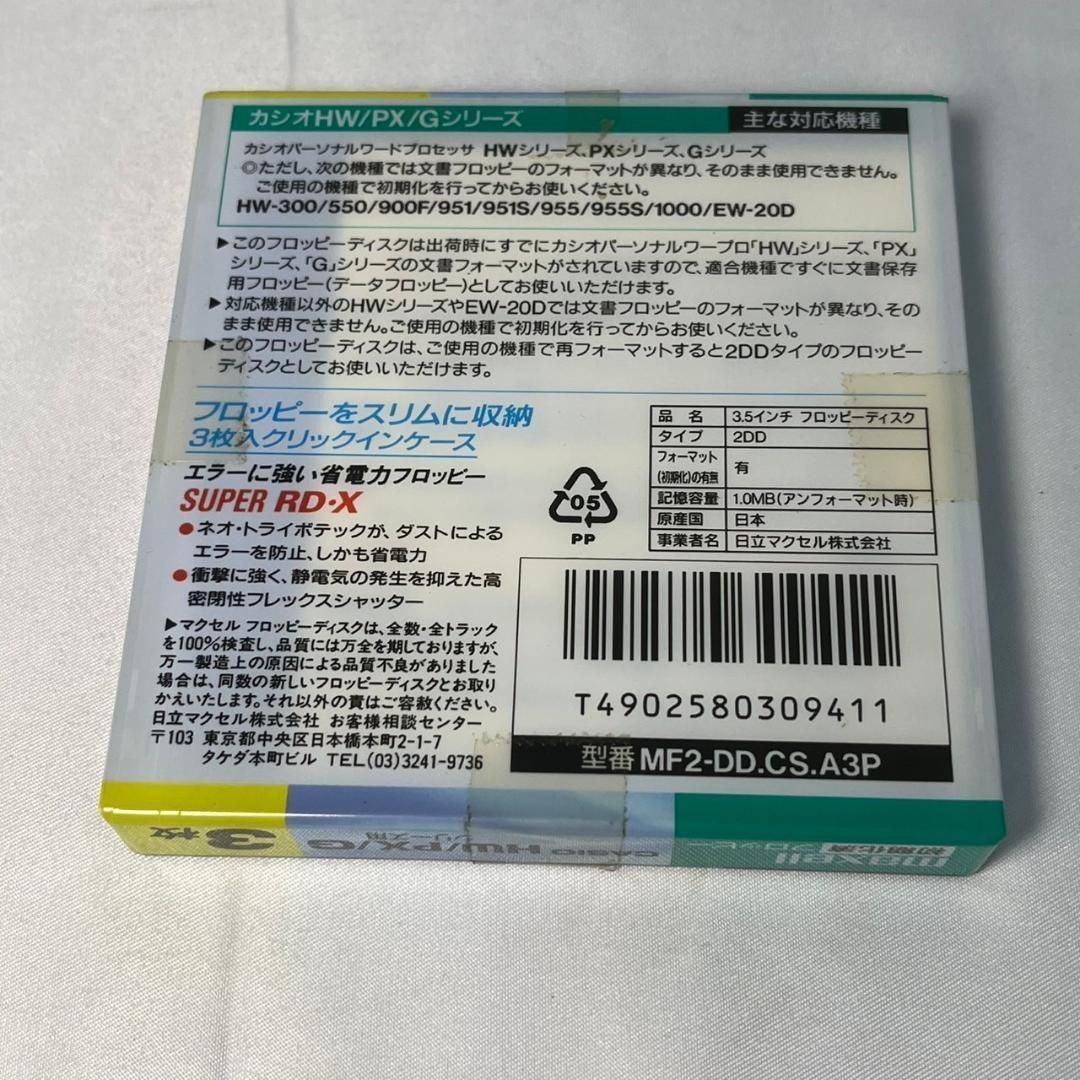 カシオHW/PX/Gシリーズ 主な対応機種
カシオパーソナルワードプロセッサ HWシリーズ、PXシリーズ、Gシリーズ
◎ただし、次の機種では文書フロッピーのフォーマットが異なり、そのまま使用できません。
ご使用の機種で初期化を行ってからお使いください。
HW-300/550/900F/951/951S/955/955S/1000/EW-20D
▶このフロッピーディスクは出荷時にすでにカシオパーソナルワープロ「HW」シリーズ、「PX」
シリーズ、「G」シリーズの文書フォーマットがされていますので、適合機種ですぐに文書保存
用フロッピー(データフロッピー)としてお使いいただけます。
▶対応機種以外のHWシリーズやEW-20Dでは文書フロッピーのフォーマットが異なり、その
まま使用できません。ご使用の機種で初期化を行ってからお使いください。
▶このフロッピーディスクは、ご使用の機種で再フォーマットすると2DDタイプのフロッピー
ディスクとしてお使いいただけます。
フロッピーをスリムに収納
3枚入クリックインケース
エラーに強い省電力フロッピー
SUPER RD・X
●ネオ・トライボテックが、ダストによる
エラーを防止、しかも省電力
●衝撃に強く、静電気の発生を抑えた高
密閉性フレックスシャッター
▶マクセル フロッピーディスクは、全数・全トラック
を100%検査し、品質には万全を期しておりますが、
万一製造上の原因による品質不良がありました
場合は、同数の新しいフロッピーディスクとお取り
かえいたします。それ以外の責はご容赦ください。
日立マクセル株式会社 お客様相談センター
〒103 東京都中央区日本橋本町2-1-7
タケダ本町ビル TEL(03)3241-9736
05
PP
品名 3.5インチ フロッピーディスク
タイプ 2DD
フォーマット
(初期化)の有無 有
記憶容量 1.0MB(アンフォーマット時)
原産国 日本
事業者名 日立マクセル株式会社
T4902580309411
型番 MF2-DD.CS.A3P
maxell
初期化済フロッピー
CASIO HW/PX/G
シリーズ用
3枚